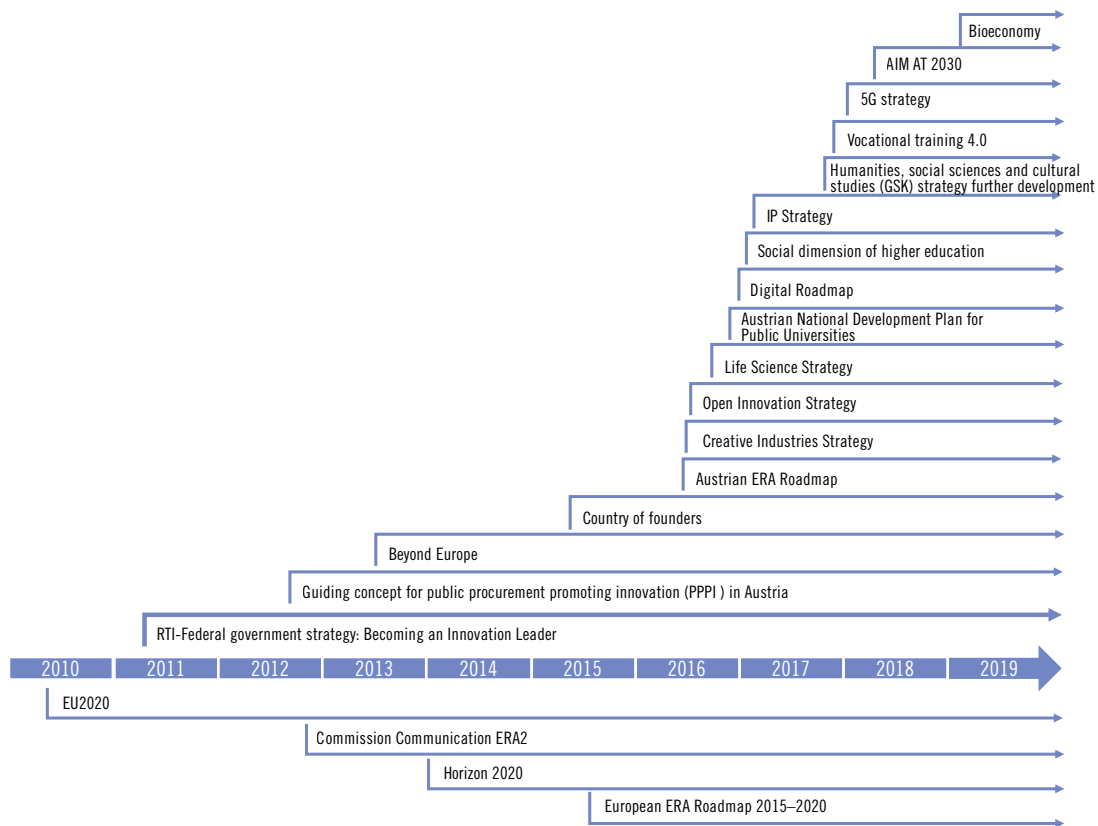 Bioeconomy
AIM AT 2030
5G strategy
Vocational training 4.0
Humanities, social sciences and cultural
studies (GSK) strategy further development
IP Strategy
Social dimension of higher education
Digital Roadmap
Austrian National Development Plan for
Public Universities
Life Science Strategy
Open Innovation Strategy
Creative Industries Strategy
Austrian ERA Roadmap
Country of founders
Beyond Europe
Guiding concept for public procurement promoting innovation (PPPI ) in Austria
RTI-Federal government strategy: Becoming an Innovation Leader
2010 2011 2012 2013 2014 2015 2016 2017 2018 2019
EU2020
Commission Communication ERA2
Horizon 2020
European ERA Roadmap 2015–2020